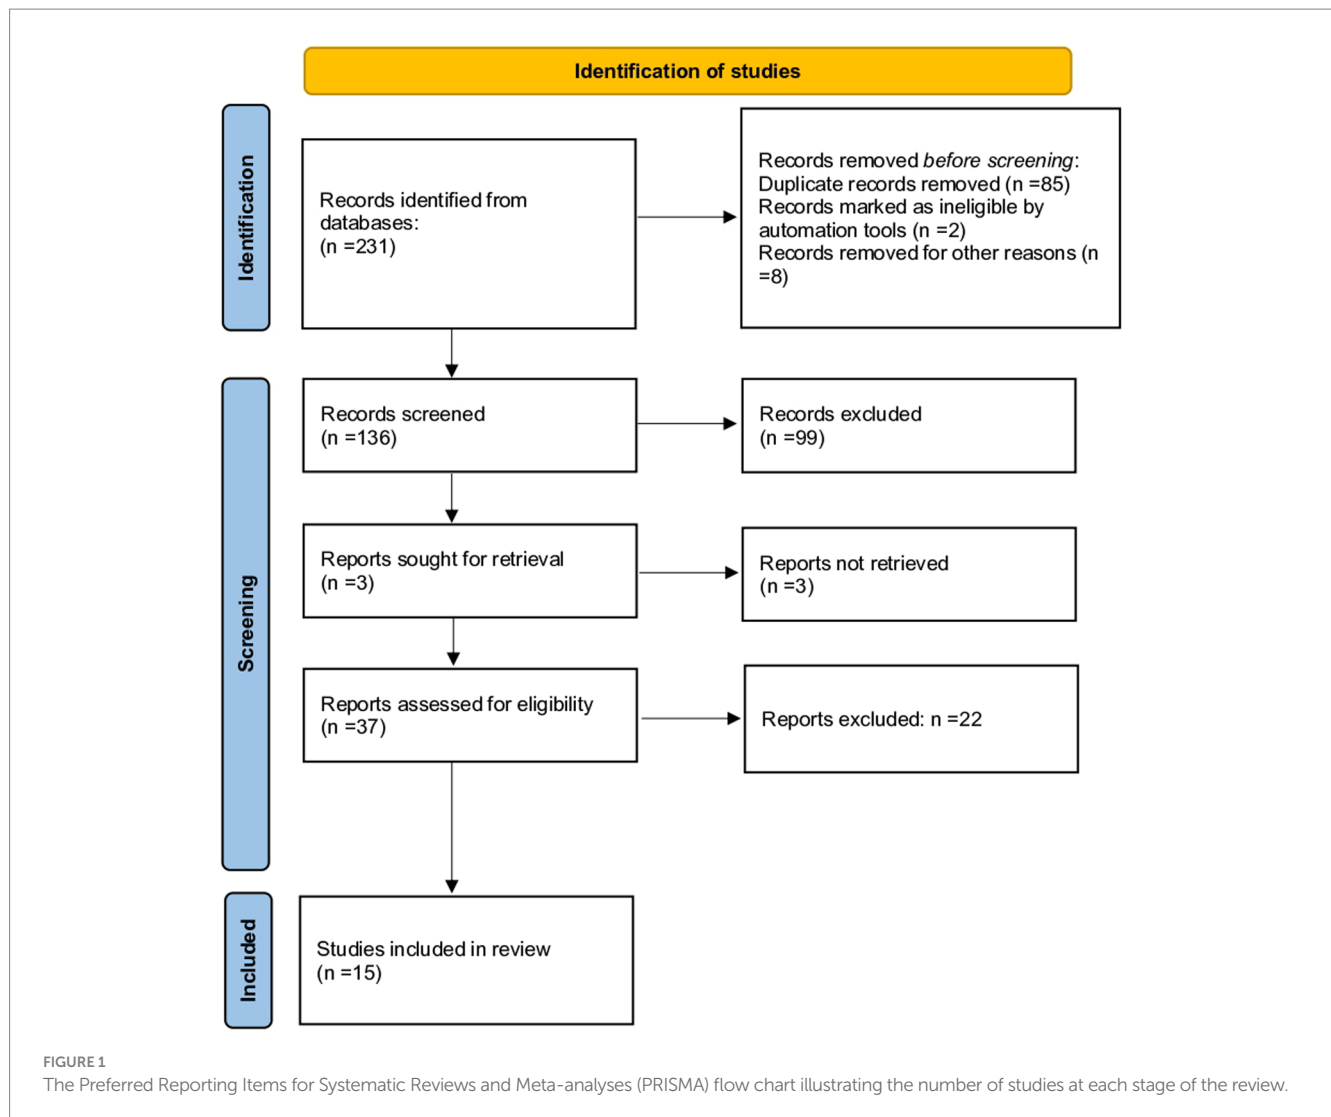 Identification of studies
Identification
Records identified from
databases:
(n =231)
Records removed before screening:
Duplicate records removed (n =85)
Records marked as ineligible by
automation tools (n =2)
Records removed for other reasons (n
=8)
Screening
Records screened
(n =136)
Records excluded
(n =99)
Reports sought for retrieval
(n =3)
Reports not retrieved
(n =3)
Reports assessed for eligibility
(n =37)
Reports excluded: n =22
Included
Studies included in review
(n =15)
FIGURE 1
The Preferred Reporting Items for Systematic Reviews and Meta-analyses (PRISMA) flow chart illustrating the number of studies at each stage of the review.